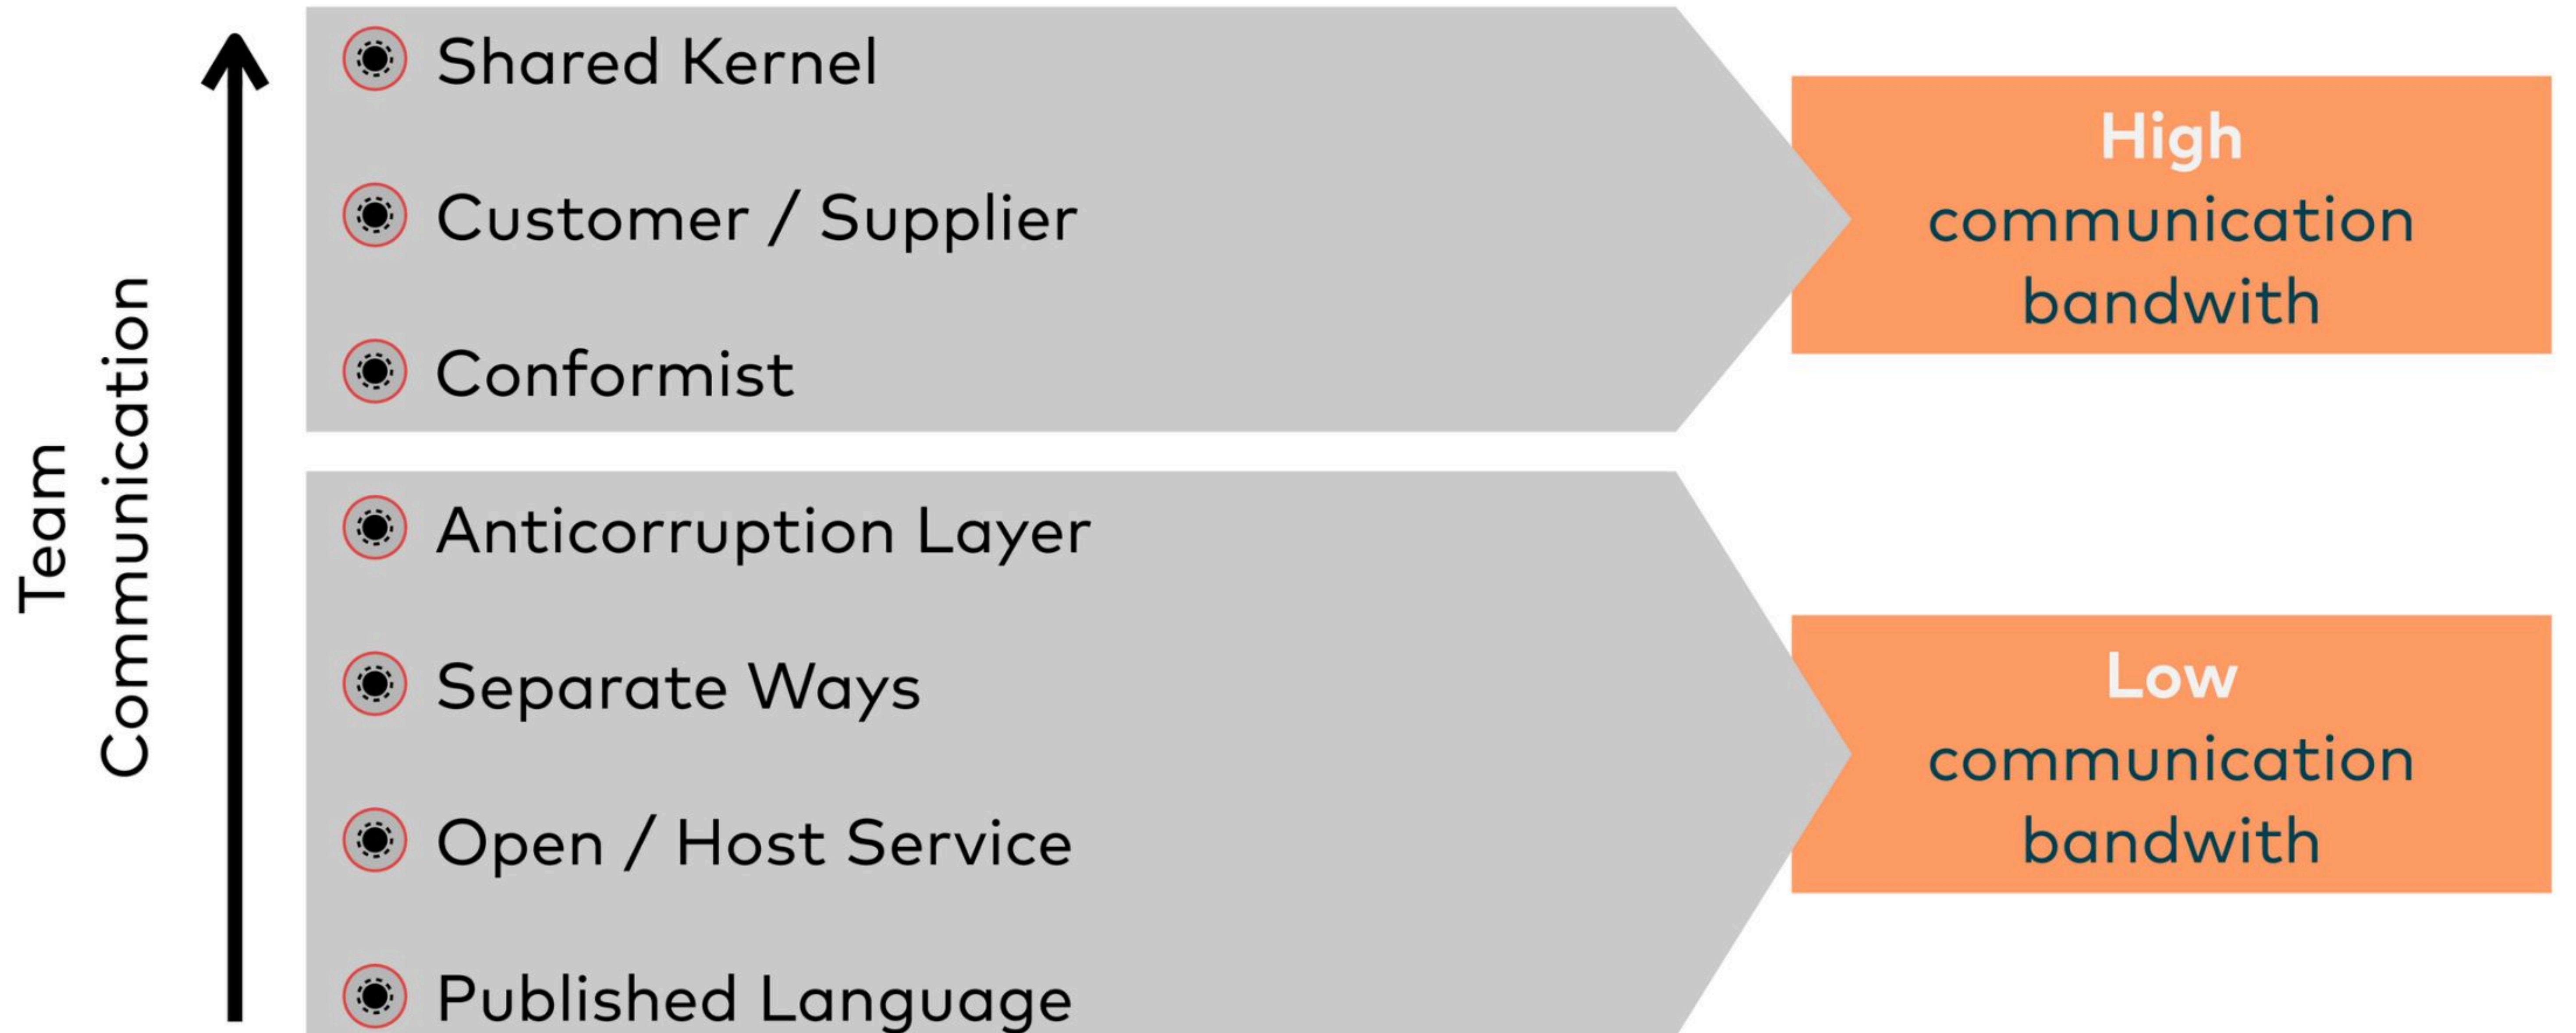 Team
Communication
Shared Kernel
Customer / Supplier
Conformist
High
communication
bandwith
Anticorruption Layer
Separate Ways
Open / Host Service
Published Language
Low
communication
bandwith